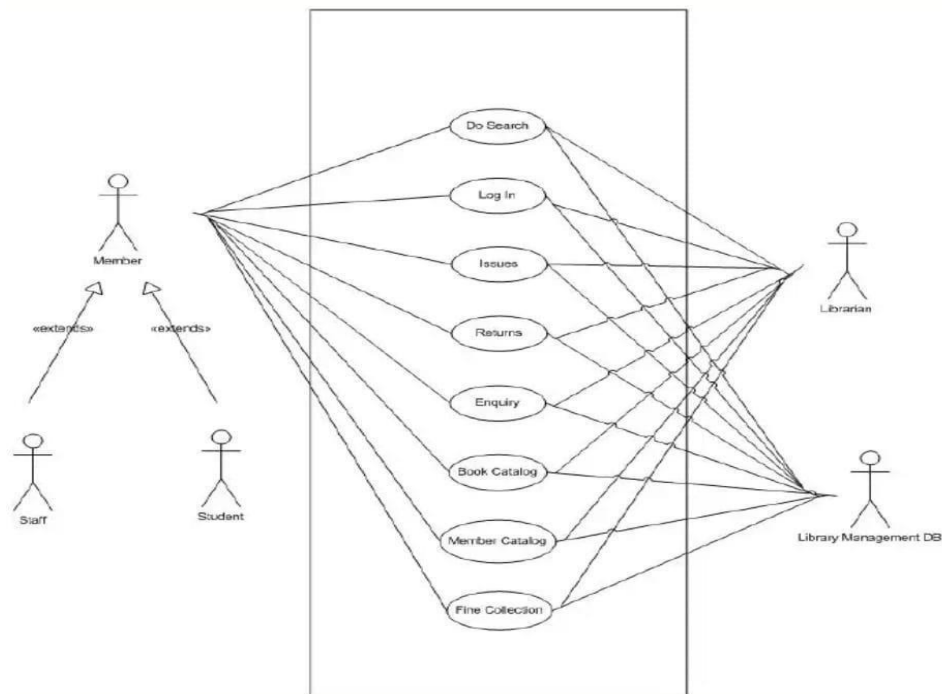 Do Search
Log In
Member
Issues
Librarian
«extends»
«extends»
Returns
Enquiry
Book Catalog
Staff
Student
Member Catalog
Library Management DB
Fine Collection